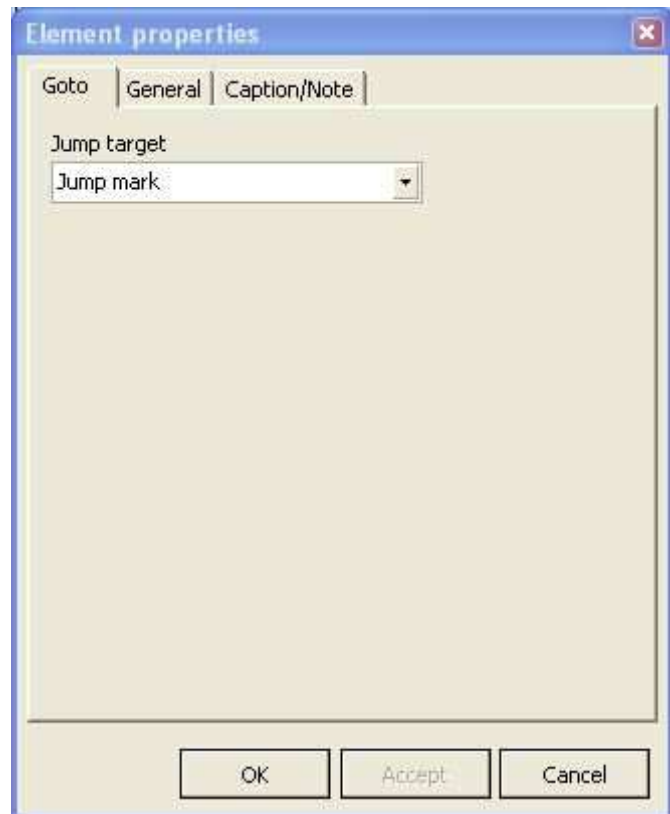 Element properties
Goto General Caption/Note
Jump target
Jump mark
OK Accept Cancel